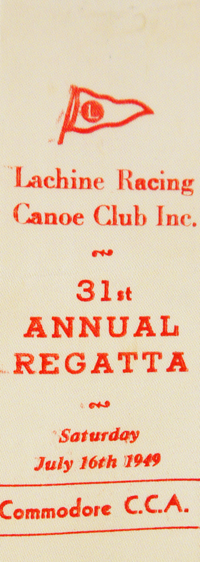 L
Lachine Racing
Canoe Club Inc.
31st
ANNUAL
REGATTA
Saturday
July 16th 1949
Commodore C.C.A.